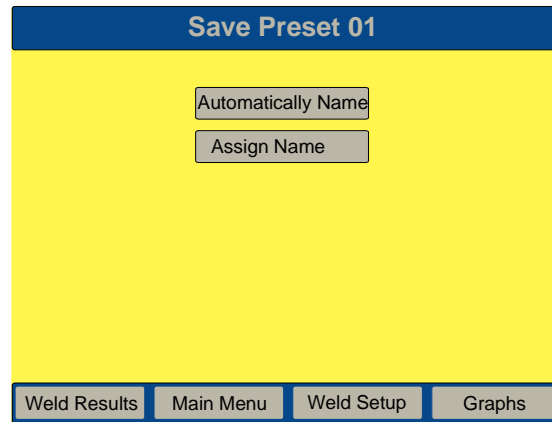 Save Preset 01
Automatically Name
Assign Name
Weld Results Main Menu Weld Setup Graphs